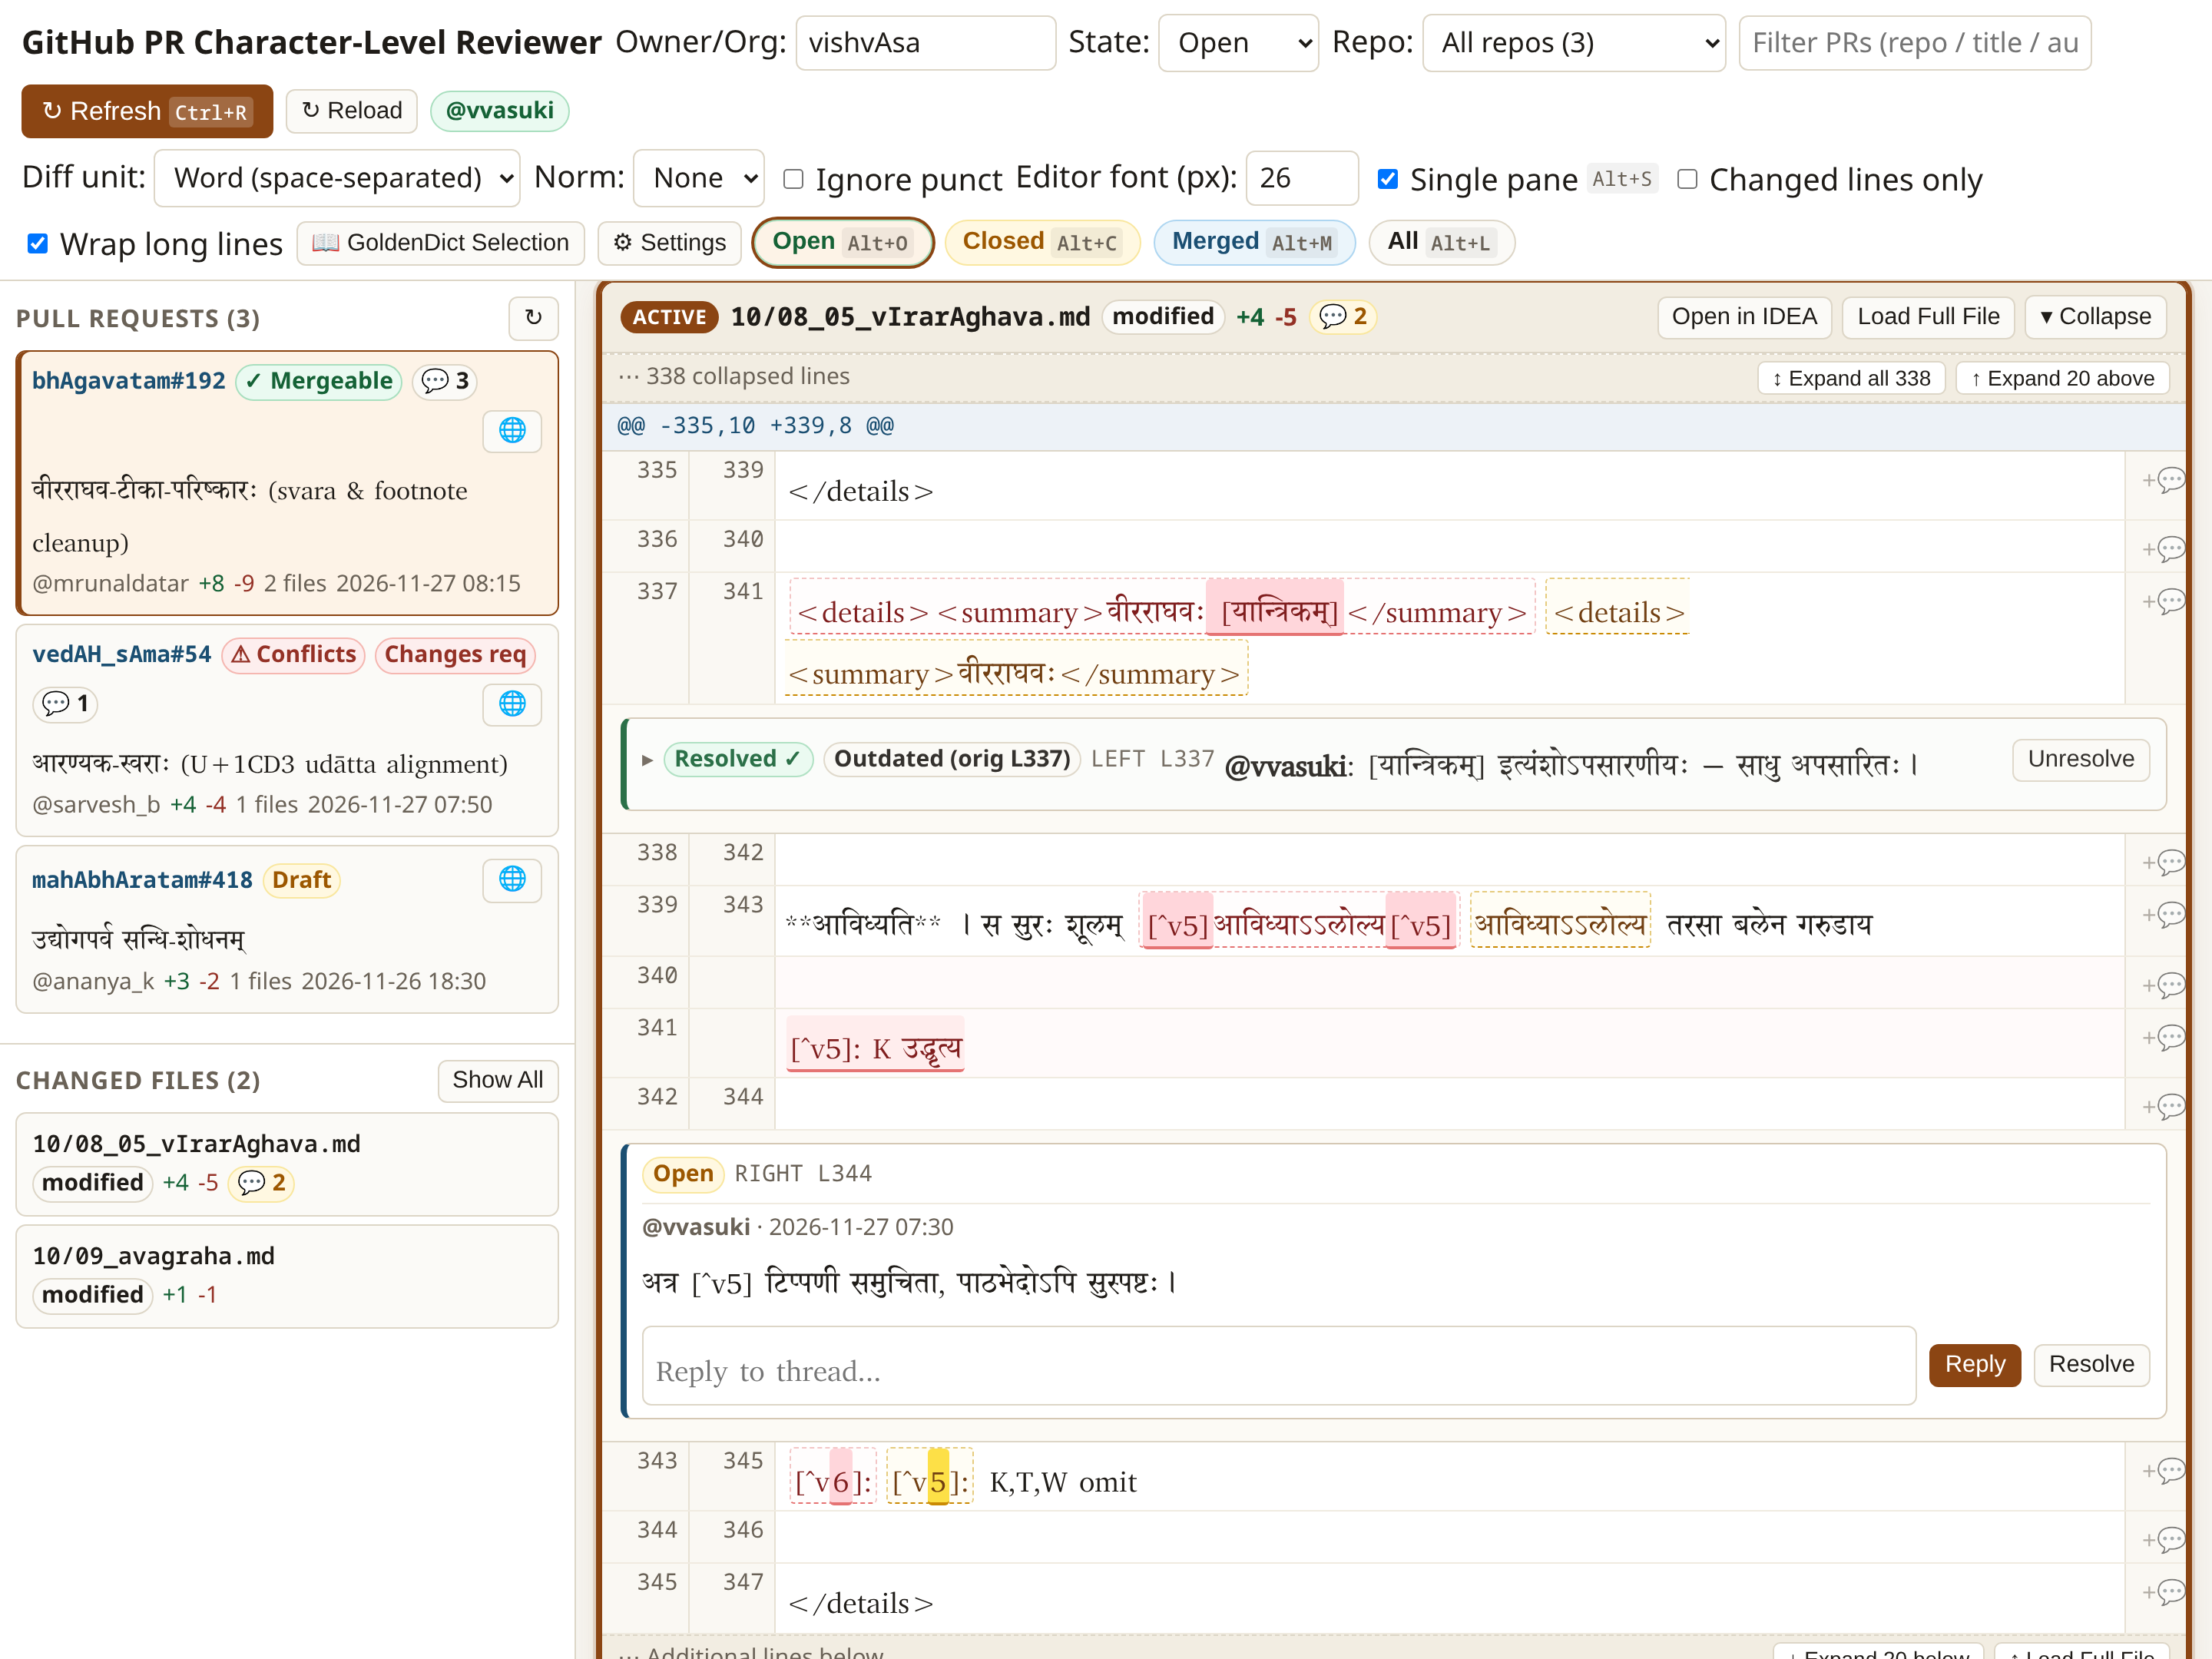 GitHub PR Character-Level Reviewer Owner/Org: vishvAsa State: Open Repo: All repos (3) Filter PRs (repo / title / au
↻ Refresh Ctrl+R ↻ Reload @vvasuki
Diff unit: Word (space-separated) Norm: None Ignore punct Editor font (px): 26 Single pane Alt+S Changed lines only
Wrap long lines 📖 GoldenDict Selection ⚙ Settings Open Alt+O Closed Alt+C Merged Alt+M All Alt+L
PULL REQUESTS (3) ↻
bhAgavatam#192 ✓ Mergeable 💬 3
🌐
वीरराघव-टीका-परिष्कारः (svara & footnote
cleanup)
@mrunaldatar +8 -9 2 files 2026-11-27 08:15
vedAH_sAma#54 ⚠ Conflicts Changes req
💬 1 🌐
आरण्यक-स्वराः (U+1CD3 udātta alignment)
@sarvesh_b +4 -4 1 files 2026-11-27 07:50
mahAbhAratam#418 Draft 🌐
उद्योगपर्व सन्धि-शोधनम्
@ananya_k +3 -2 1 files 2026-11-26 18:30
CHANGED FILES (2) Show All
10/08_05_vIrarAghava.md
modified +4 -5 💬 2
10/09_avagraha.md
modified +1 -1
ACTIVE 10/08_05_vIrarAghava.md modified +4 -5 💬 2 Open in IDEA Load Full File ▾ Collapse
⋯ 338 collapsed lines ↕ Expand all 338 ↑ Expand 20 above
@@ -335,10 +339,8 @@
335 339 </details> +💬
336 340 +💬
337 341 <details><summary>वीरराघवः [यान्त्रिकम्]</summary> <details> +💬
<summary>वीरराघवः</summary>
▸ Resolved ✓ Outdated (orig L337) LEFT L337 @vvasuki: [यान्त्रिकम्] इत्यंशोऽपसारणीयः — साधु अपसारितः। Unresolve
338 342 +💬
339 343 **आविध्यति** । स सुरः शूलम् [^v5]आविध्याऽऽलोल्य[^v5] आविध्याऽऽलोल्य तरसा बलेन गरुडाय +💬
340 +💬
341 [^v5]: K उद्धृत्य +💬
342 344 +💬
Open RIGHT L344
@vvasuki · 2026-11-27 07:30
अत्र [^v5] टिप्पणी समुचिता, पाठभेदोऽपि सुस्पष्टः।
Reply to thread... Reply Resolve
343 345 [^v6]: [^v5]: K,T,W omit +💬
344 346 +💬
345 347 </details> +💬
⋯ Additional lines below ↓ Expand 20 below ↕ Load Full File